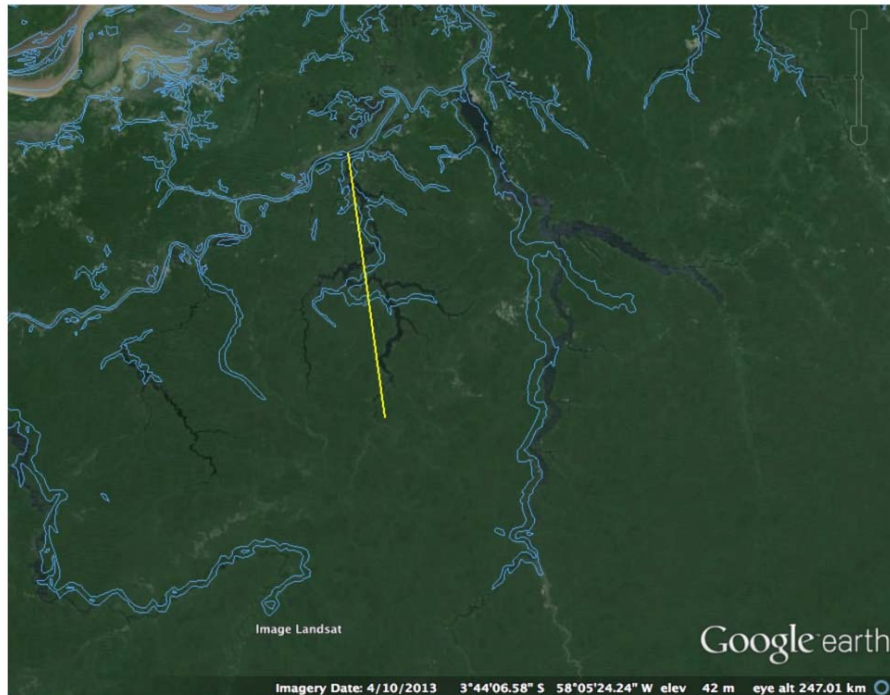 Image Landsat
Google earth
Imagery Date: 4/10/2013 3°44'06.58" S 58°05'24.24" W elev 42 m eye alt 247.01 km